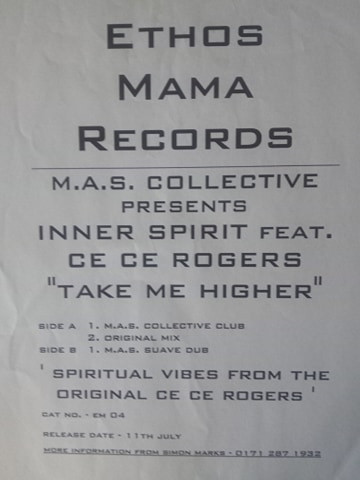 ETHOS
MAMA
RECORDS
M.A.S. COLLECTIVE
PRESENTS
INNER SPIRIT FEAT.
CE CE ROGERS
"TAKE ME HIGHER"
SIDE A 1. M.A.S. COLLECTIVE CLUB
2. ORIGINAL MIX
SIDE B 1. M.A.S. SUAVE DUB
' SPIRITUAL VIBES FROM THE
ORIGINAL CE CE ROGERS '
CAT NO. - EM 04
RELEASE DATE - 11TH JULY
MORE INFORMATION FROM SIMON MARKS - 0171 287 1932